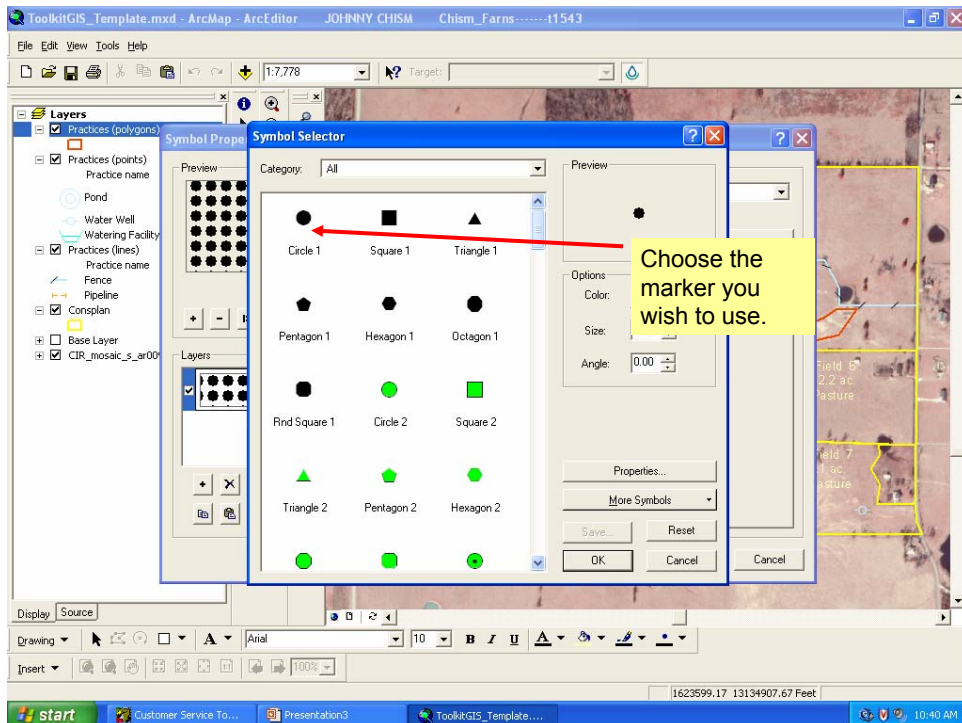 ToolkitGIS_Template.mxd - ArcMap - ArcEditor JOHNNY CHISM Chism_Farns-------t1543
File Edit View Tools Help
1:7,778 Target:
Layers
Practices (polygons)
Practices (points)
Practice name
Pond
Water Well
Watering Facility
Practices (lines)
Practice name
Fence
Pipeline
Consplan
Base Layer
CIR_mosaic_s_ar00
Display Source
Symbol Prope
Preview
Layers
Cancel
Symbol Selector
Category: All
Circle 1 Square 1 Triangle 1
Pentagon 1 Hexagon 1 Octagon 1
Rnd Square 1 Circle 2 Square 2
Triangle 2 Pentagon 2 Hexagon 2
Preview
Options
Color:
Size:
Angle: 0.00
Properties...
More Symbols
Save... Reset
OK Cancel
Choose the
marker you
wish to use.
Field 6
2.2 ac.
Pasture
ield 7
1 ac.
asture
Drawing A Arial 10 B I U A
Insert 100%
1623599.17 13134907.67 Feet
start Customer Service To... Presentation3 ToolkitGIS_Template.... 10:40 AM